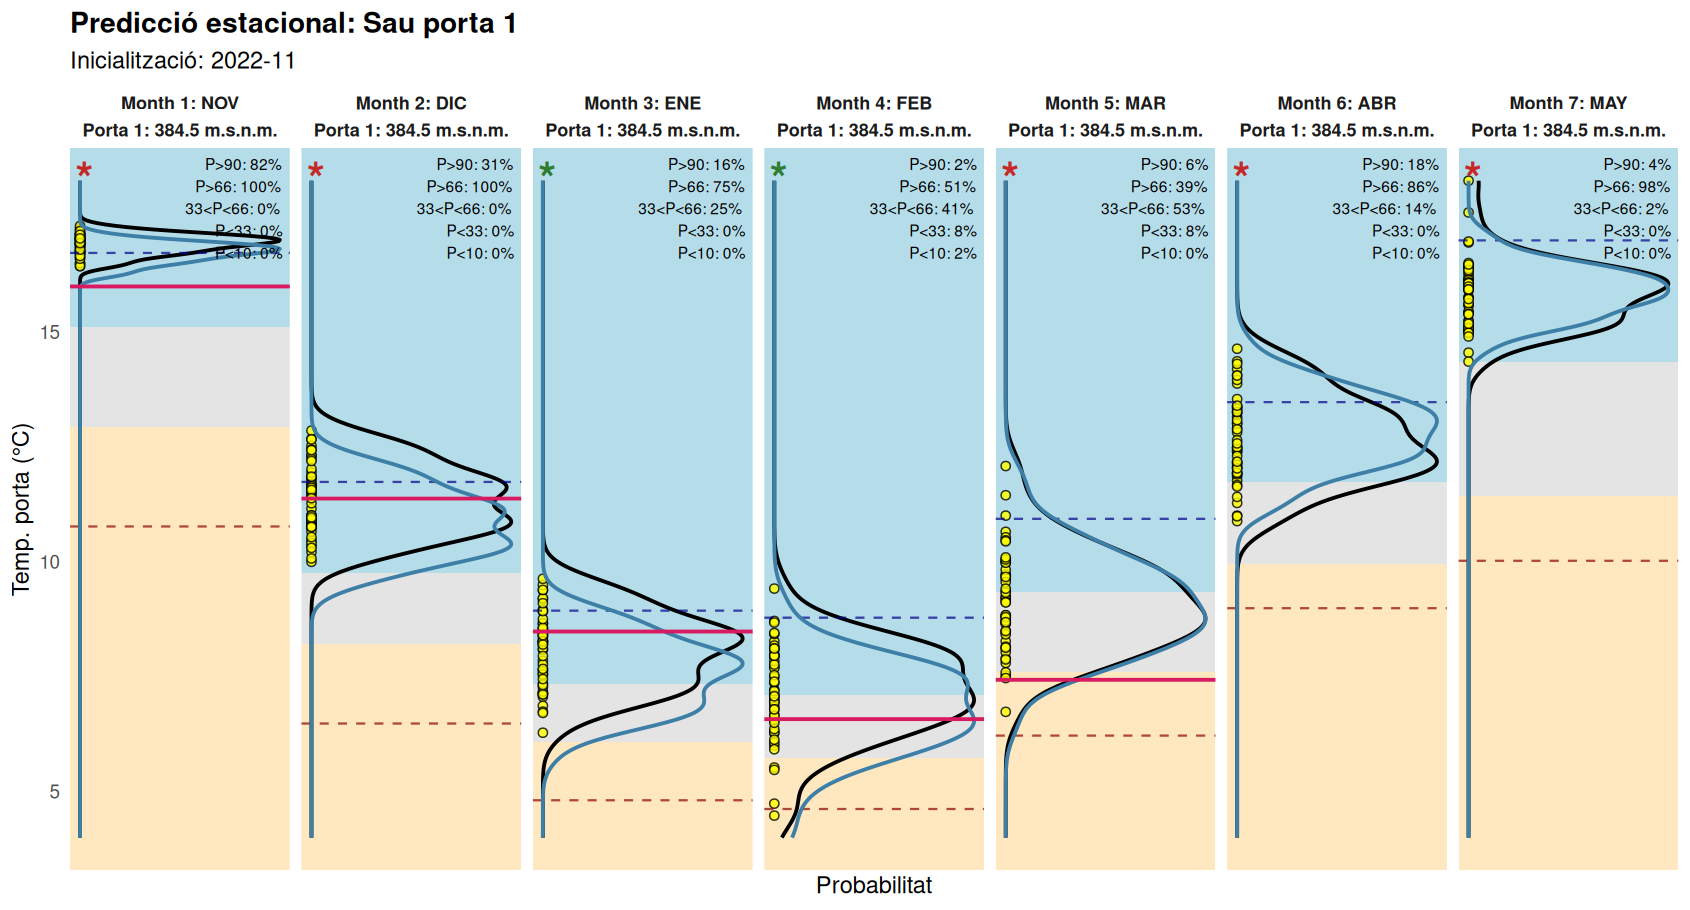 Predicció estacional: Sau porta 1
Inicialització: 2022-11
Month 1: NOV
Porta 1: 384.5 m.s.n.m.
Month 2: DIC
Porta 1: 384.5 m.s.n.m.
Month 3: ENE
Porta 1: 384.5 m.s.n.m.
Month 4: FEB
Porta 1: 384.5 m.s.n.m.
Month 5: MAR
Porta 1: 384.5 m.s.n.m.
Month 6: ABR
Porta 1: 384.5 m.s.n.m.
Month 7: MAY
Porta 1: 384.5 m.s.n.m.
*
P>90: 82%
P>66: 100%
33<P<66: 0%
P<33: 0%
P<10: 0%
*
P>90: 31%
P>66: 100%
33<P<66: 0%
P<33: 0%
P<10: 0%
*
P>90: 16%
P>66: 75%
33<P<66: 25%
P<33: 0%
P<10: 0%
*
P>90: 2%
P>66: 51%
33<P<66: 41%
P<33: 8%
P<10: 2%
*
P>90: 6%
P>66: 39%
33<P<66: 53%
P<33: 8%
P<10: 0%
*
P>90: 18%
P>66: 86%
33<P<66: 14%
P<33: 0%
P<10: 0%
*
P>90: 4%
P>66: 98%
33<P<66: 2%
P<33: 0%
P<10: 0%
15
10
5
Temp. porta (°C)
Probabilitat